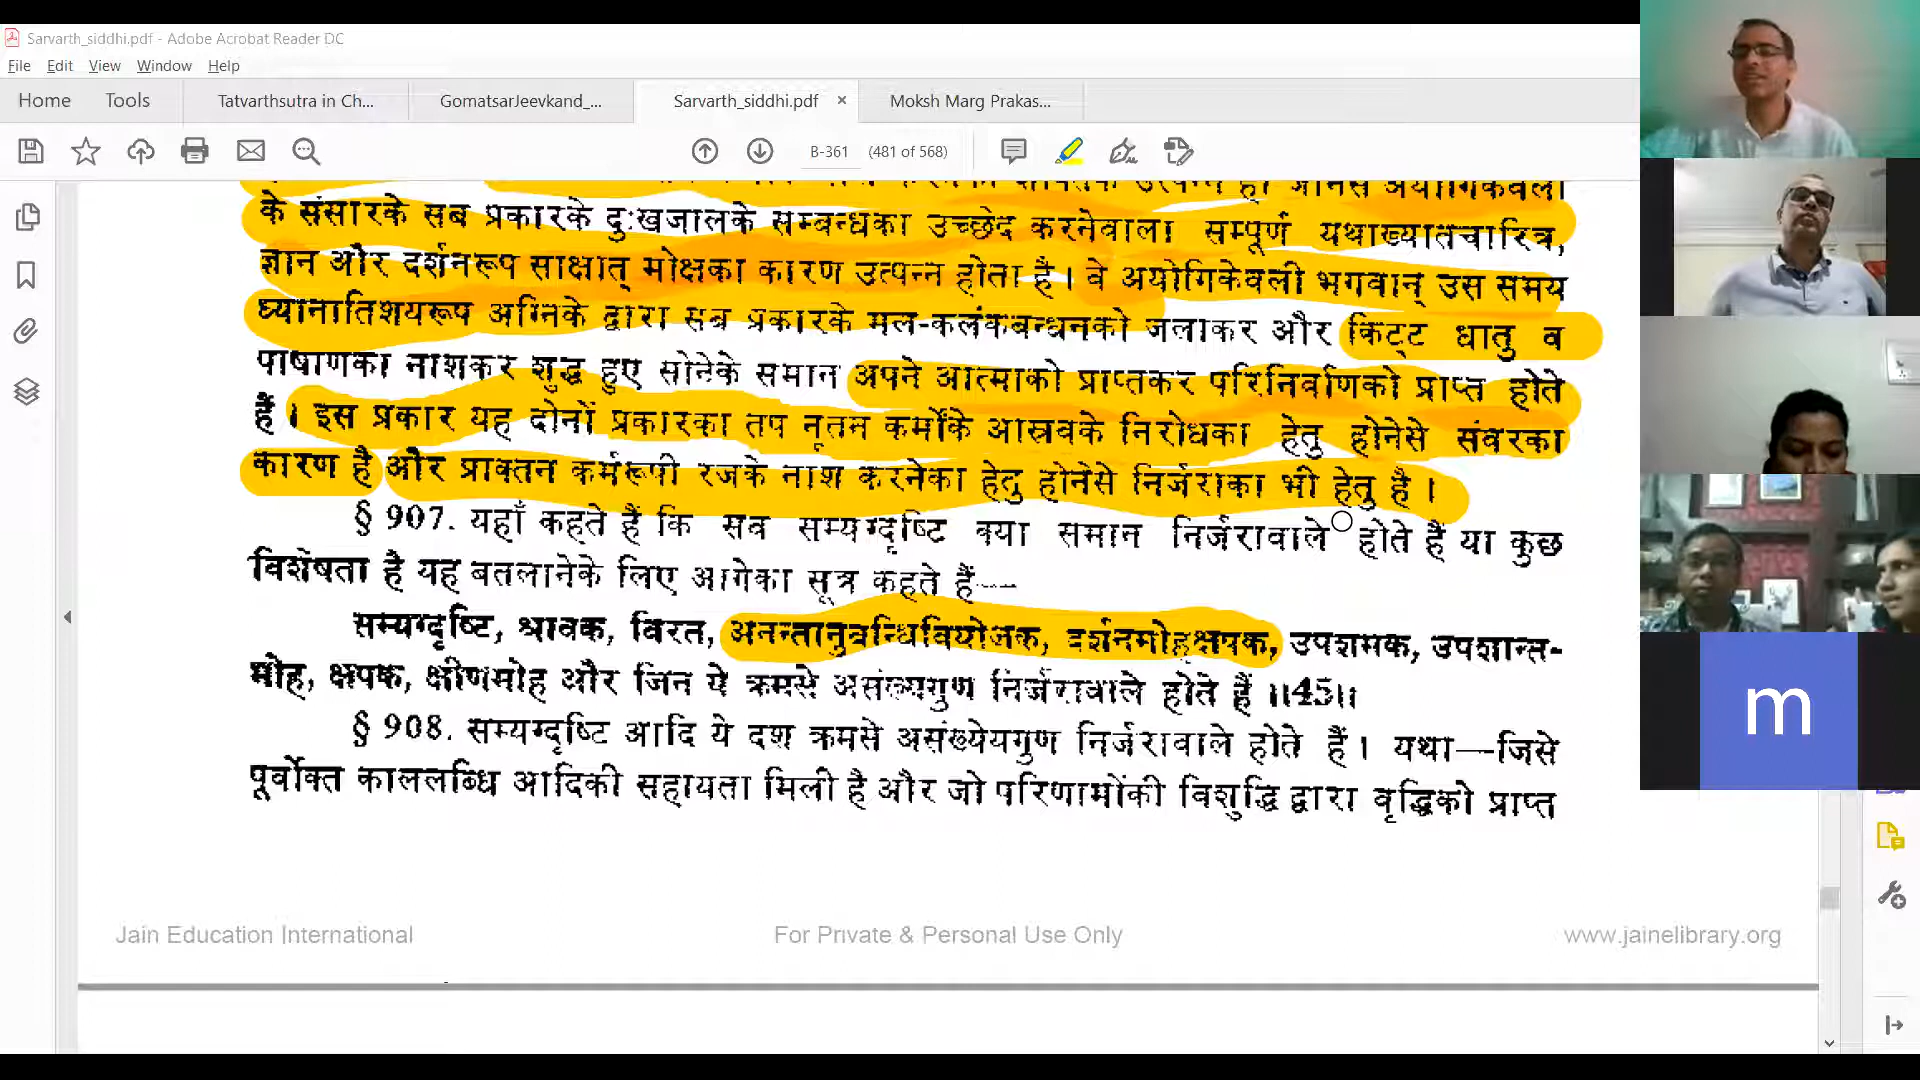 Sarvarth_siddhi.pdf - Adobe Acrobat Reader DC
File Edit View Window Help
Home Tools Tatvarthsutra in Ch... GomatsarJeevkand_... Sarvarth_siddhi.pdf × Moksh Marg Prakas...
B-361 (481 of 568)
उत्पन्न अयोगिकेवली
के संसारके सब प्रकारके दुःखजालके सम्बन्धका उच्छेद करनेवाला सम्पूर्ण यथाख्यातचारित्र,
ज्ञान और दर्शनरूप साक्षात् मोक्षका कारण उत्पन्न होता है। वे अयोगिकेवली भगवान् उस समय
ध्यानातिशयरूप अग्निके द्वारा सब प्रकारके मल-कलंकबन्धनको जलाकर और किट्ट धातु व
पाषाणका नाशकर शुद्ध हुए सोनेके समान अपने आत्माको प्राप्तकर परिनिर्वाणको प्राप्त होते
हैं। इस प्रकार यह दोनों प्रकारका तप नूतन कर्मोंके आस्रवके निरोधका हेतु होनेसे संवरका
कारण है और प्राक्तन कर्मरूपी रजके नाश करनेका हेतु होनेसे निर्जराका भी हेतु है।
§ 907. यहाँ कहते हैं कि सब सम्यग्दृष्टि क्या समान निर्जरावाले होते हैं या कुछ
विशेषता है यह बतलानेके लिए आगेका सूत्र कहते हैं—
सम्यग्दृष्टि, श्रावक, विरत, अनन्तानुबन्धिवियोजक, दर्शनमोहक्षपक, उपशमक, उपशान्त-
मोह, क्षपक, क्षीणमोह और जिन ये क्रमसे असंख्यगुण निर्जरावाले होते हैं ॥45॥
§ 908. सम्यग्दृष्टि आदि ये दश क्रमसे असंख्येयगुण निर्जरावाले होते हैं। यथा—जिसे
पूर्वोक्त काललब्धि आदिकी सहायता मिली है और जो परिणामोंकी विशुद्धि द्वारा वृद्धिको प्राप्त
Jain Education International For Private & Personal Use Only www.jainelibrary.org
m